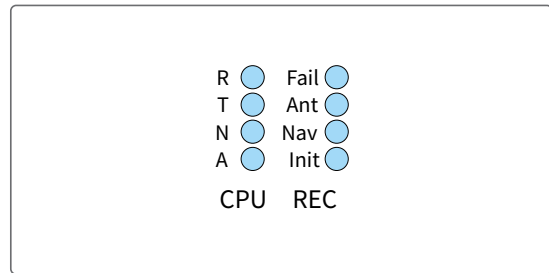 R Fail
T Ant
N Nav
A Init
CPU REC